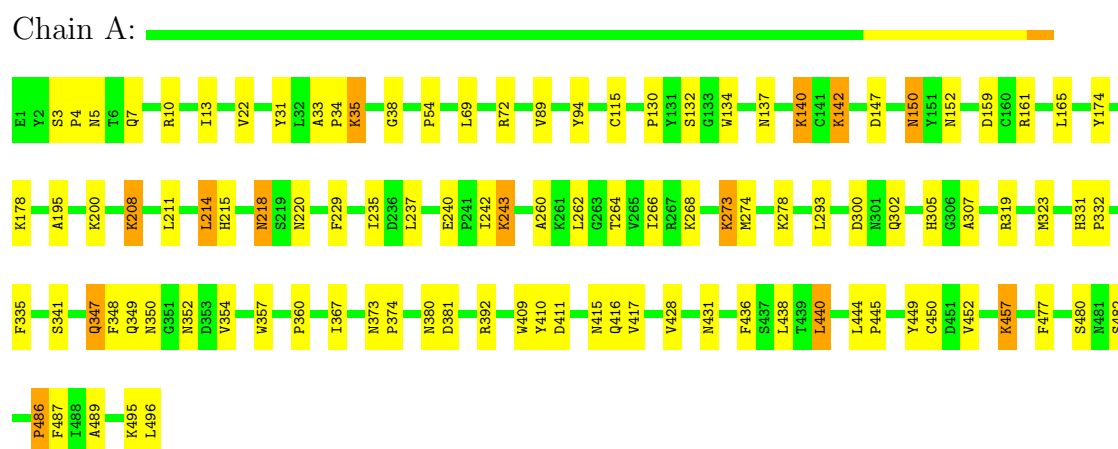 Chain A:
E1 Y2 S3 P4 N5 T6 Q7 R10 I13 V22 Y31 L32 A33 P34 K35 G38 P54 L69 R72 V89 Y94 C115 P130 Y131 S132 G133 W134 N137 K140 C141 K142 D147 N150 Y151 N152 D159 C160 R161 L165 Y174
K178 A195 K200 K208 L211 L214 H215 N218 S219 N220 F229 I235 D236 L237 E240 P241 I242 K243 A260 K261 L262 G263 T264 V265 I266 R267 K268 K273 M274 K278 L293 D300 N301 Q302 H305 G306 A307 R319 M323 H331 P332
F335 S341 Q347 F348 Q349 N350 G351 N352 D353 V354 W357 P360 I367 N373 P374 N380 D381 R392 W409 Y410 D411 N415 Q416 V417 V428 N431 F436 S437 L438 T439 L440 L444 P445 Y449 C450 D451 V452 K457 F477 S480 N481 S482
P486 F487 I488 A489 K495 L496